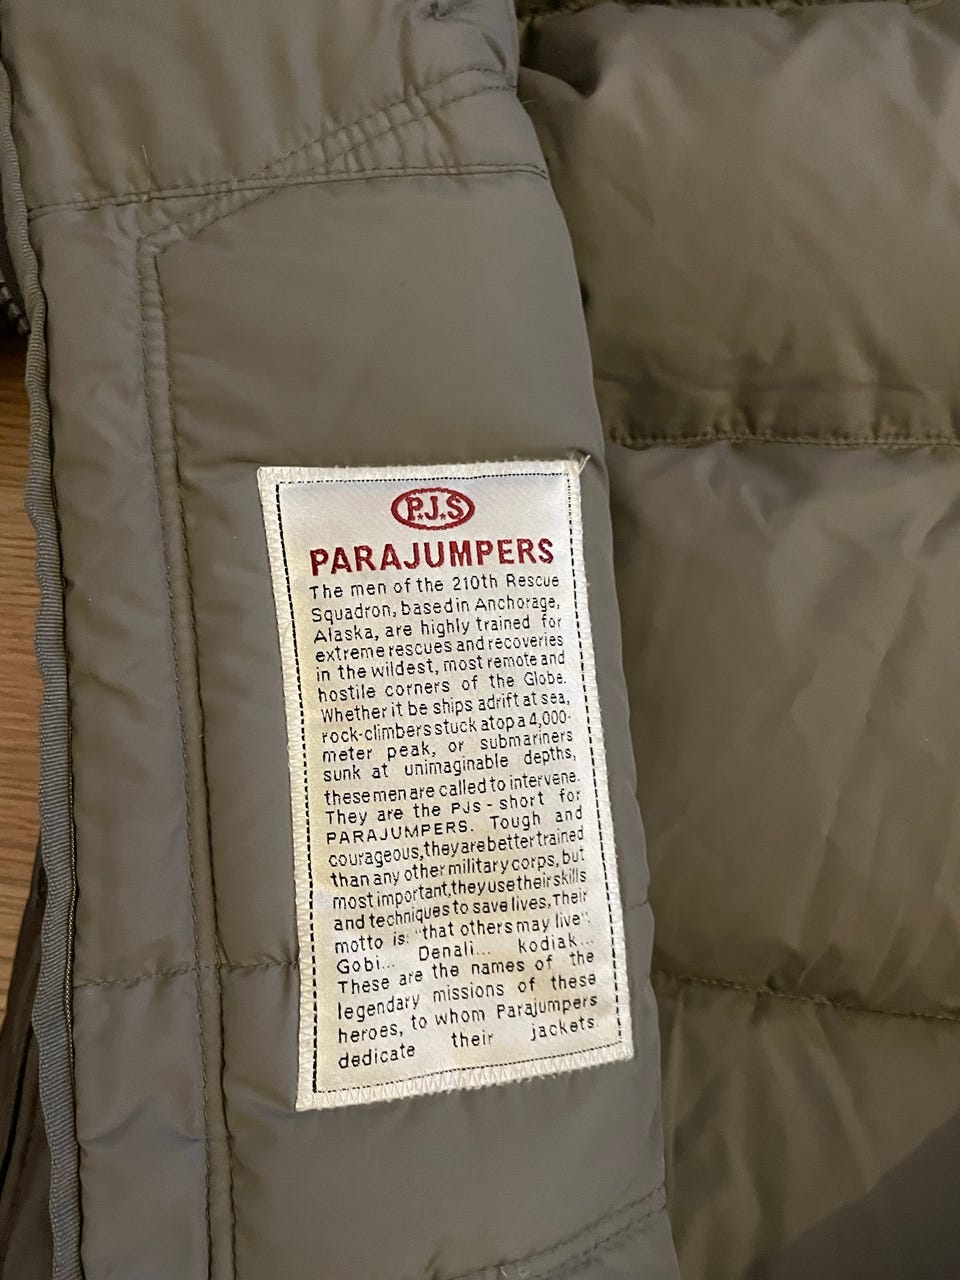 P.J.S
PARAJUMPERS
The men of the 210th Rescue
Squadron, based in Anchorage,
Alaska, are highly trained for
extreme rescues and recoveries
in the wildest, most remote and
hostile corners of the Globe.
Whether it be ships adrift at sea,
rock-climbers stuck atop a 4,000-
meter peak, or submariners
sunk at unimaginable depths,
these men are called to intervene.
They are the PJs - short for
PARAJUMPERS. Tough and
courageous, they are better trained
than any other military corps, but
most important, they use their skills
and techniques to save lives, Their
motto is: "that others may live".
Gobi... Denali... kodiak...
These are the names of the
legendary missions of these
heroes, to whom Parajumpers
dedicate their jackets.